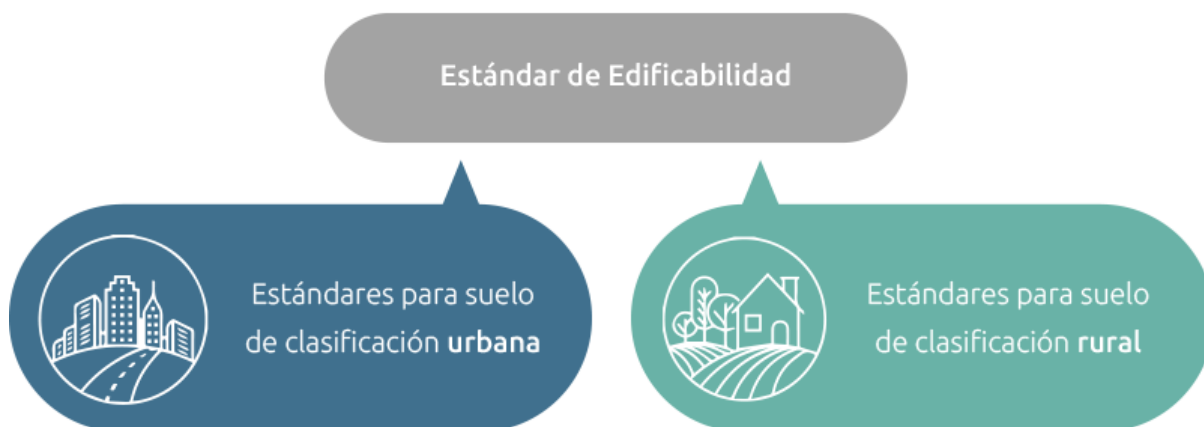 Estándar de Edificabilidad
Estándares para suelo
de clasificación urbana
Estándares para suelo
de clasificación rural